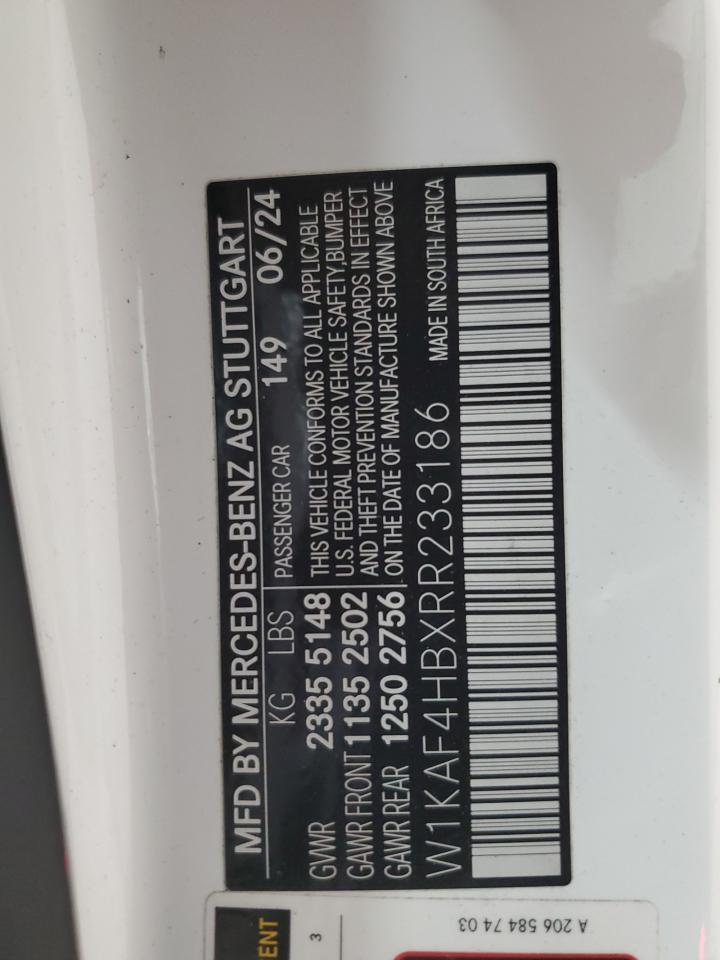 MFD BY MERCEDES-BENZ AG STUTTGART
KG LBS PASSENGER CAR 149 06/24
GVWR 2335 5148 THIS VEHICLE CONFORMS TO ALL APPLICABLE
U.S. FEDERAL MOTOR VEHICLE SAFETY,BUMPER
GAWR FRONT 1135 2502 AND THEFT PREVENTION STANDARDS IN EFFECT
GAWR REAR 1250 2756 ON THE DATE OF MANUFACTURE SHOWN ABOVE
W1KAF4HBXRR233186 MADE IN SOUTH AFRICA
ENT
3
A 206 584 74 03